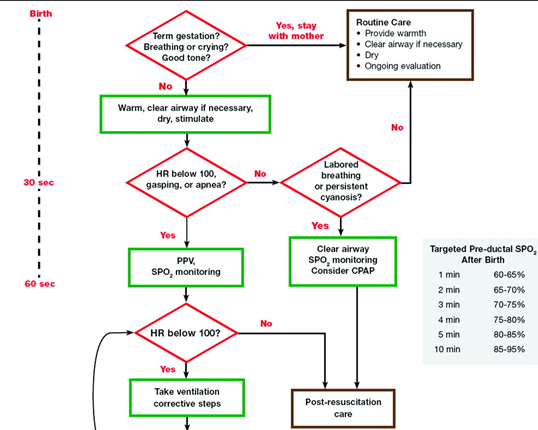 Birth
Term gestation?
Breathing or crying?
Good tone?
Yes, stay
with mother
Routine Care
• Provide warmth
• Clear airway if necessary
• Dry
• Ongoing evaluation
No
Warm, clear airway if necessary,
dry, stimulate
No
30 sec
HR below 100,
gasping, or apnea?
No
Labored
breathing
or persistent
cyanosis?
Yes
Yes
60 sec
PPV,
SPO2 monitoring
Clear airway
SPO2 monitoring
Consider CPAP
Targeted Pre-ductal SPO2
After Birth
1 min 60-65%
2 min 65-70%
3 min 70-75%
4 min 75-80%
5 min 80-85%
10 min 85-95%
HR below 100?
No
Yes
Take ventilation
corrective steps
Post-resuscitation
care